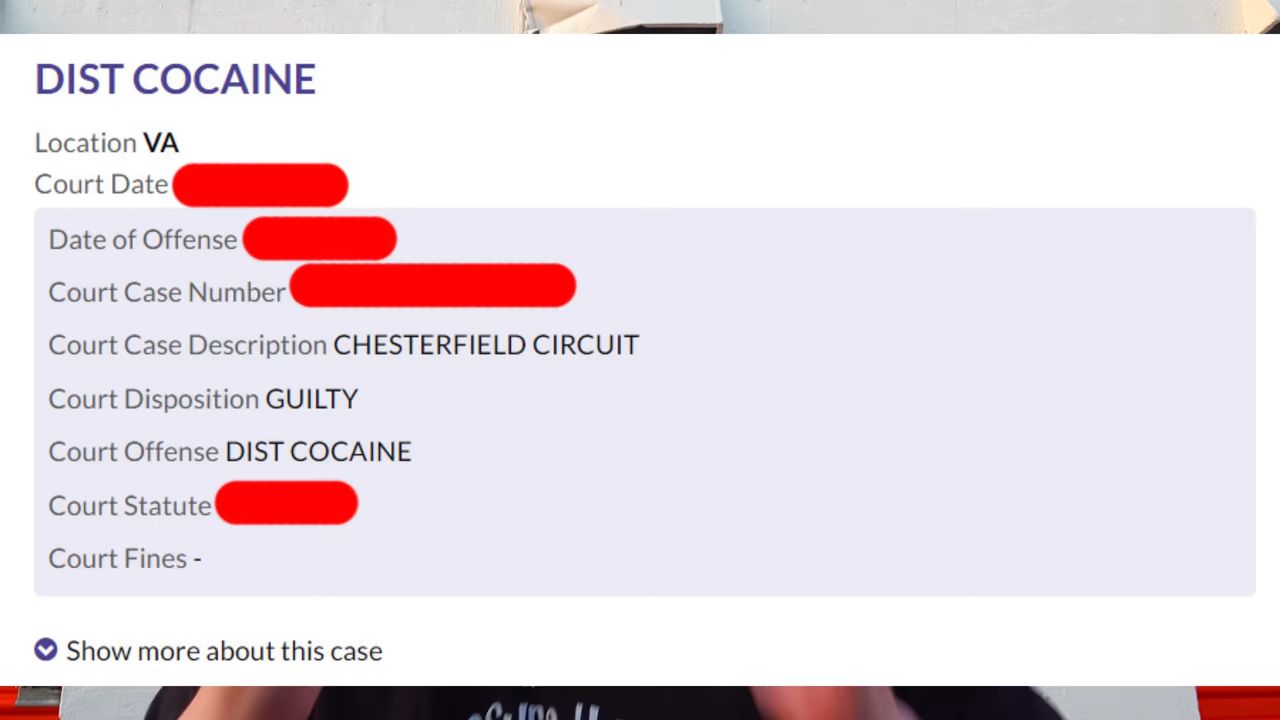 DIST COCAINE
Location VA
Court Date
Date of Offense
Court Case Number
Court Case Description CHESTERFIELD CIRCUIT
Court Disposition GUILTY
Court Offense DIST COCAINE
Court Statute
Court Fines -
Show more about this case